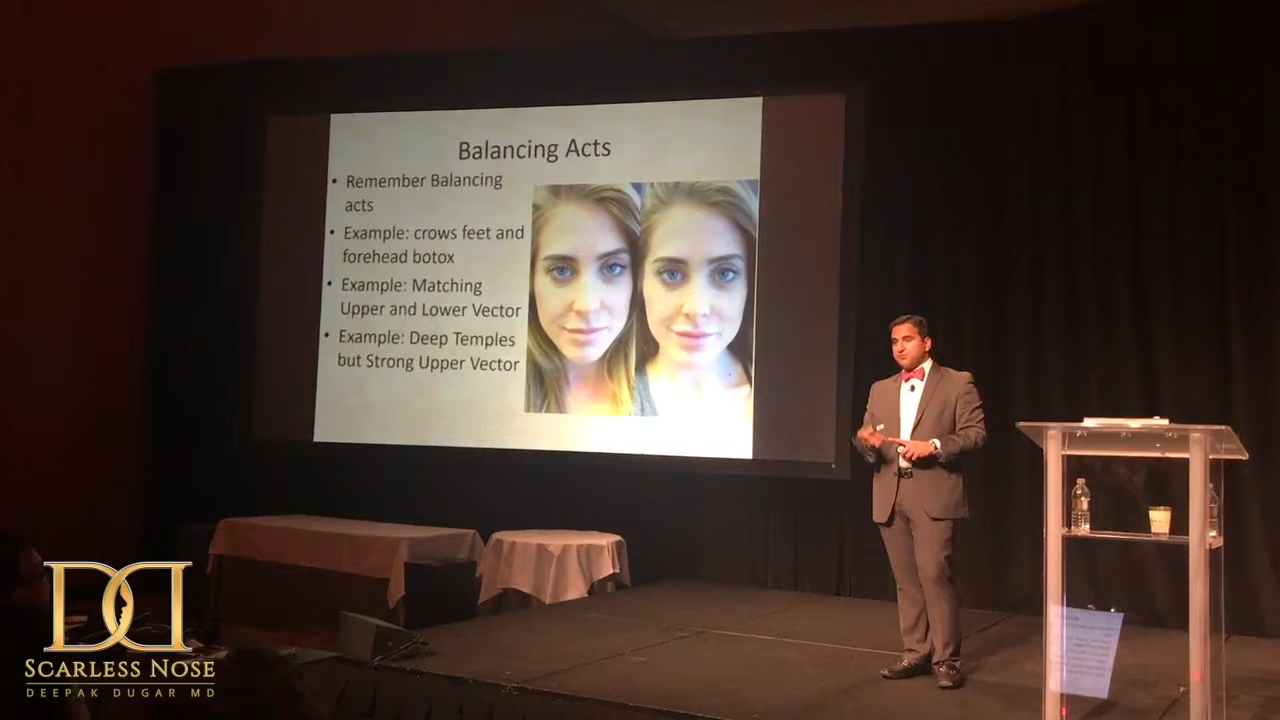 Balancing Acts
• Remember Balancing
acts
• Example: crows feet and
forehead botox
• Example: Matching
Upper and Lower Vector
• Example: Deep Temples
but Strong Upper Vector
DD
SCARLESS NOSE
DEEPAK DUGAR MD